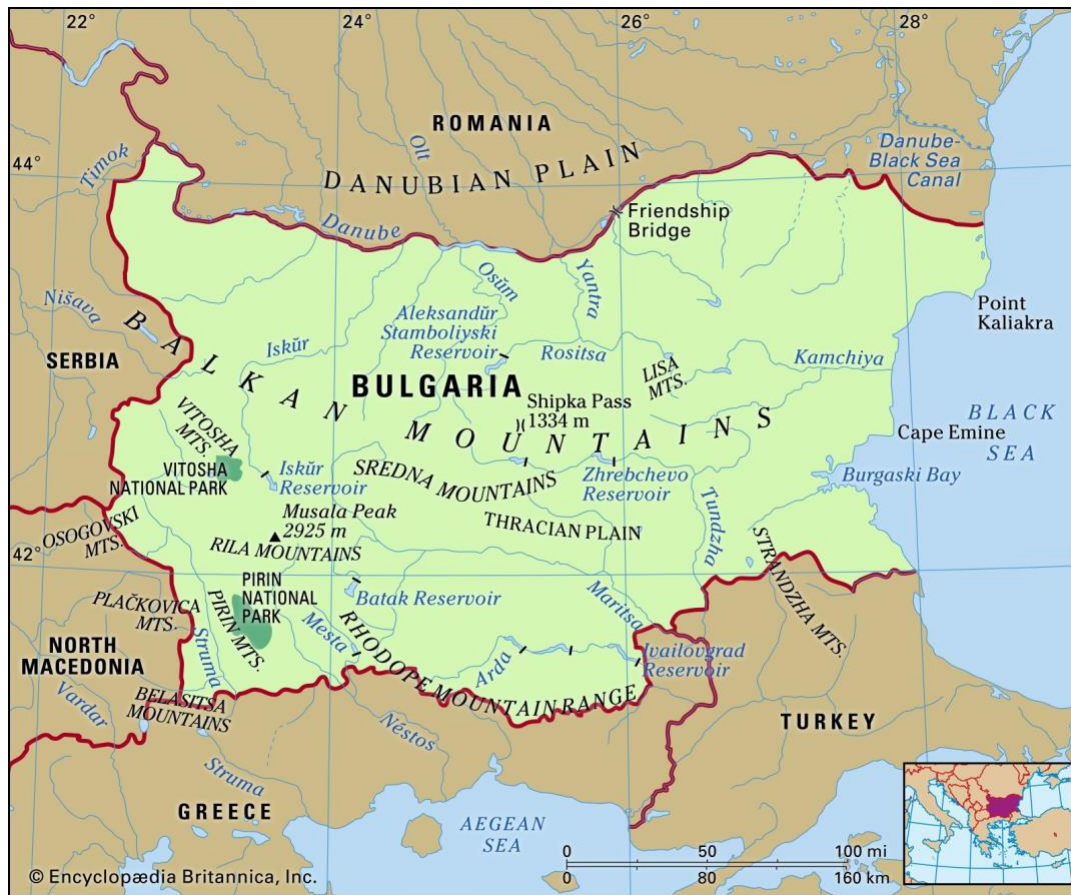 22°
24°
26°
28°
ROMANIA
Olt
DANUBIAN PLAIN
Danube-
Black Sea
Canal
44°
Timok
Danube
Friendship
Bridge
Osŭm
Yantra
Nišava
Point
Kaliakra
Aleksandŭr
Stamboliyski
Reservoir
Iskŭr
Rositsa
LISA
MTS.
Kamchiya
SERBIA
BALKAN MOUNTAINS
BULGARIA
Shipka Pass
1334 m
BLACK
SEA
Cape Emine
VITOSHA
MTS.
VITOSHA
NATIONAL PARK
Iskŭr
Reservoir
SREDNA MOUNTAINS
Zhrebchevo
Reservoir
Burgaski Bay
Musala Peak
2925 m
THRACIAN PLAIN
Tundzha
OSOGOVSKI
MTS.
42°
RILA MOUNTAINS
STRANDZHA MTS.
PIRIN
NATIONAL
PARK
Batak Reservoir
Maritsa
PLAČKOVICA
MTS.
PIRIN MTS.
Mesta
RHODOPE MOUNTAIN RANGE
NORTH
MACEDONIA
Struma
Arda
Ivailovgrad
Reservoir
Vardar
BELASITSA
MOUNTAINS
Néstos
TURKEY
Struma
GREECE
AEGEAN
SEA
0 50 100 mi
0 80 160 km
© Encyclopædia Britannica, Inc.